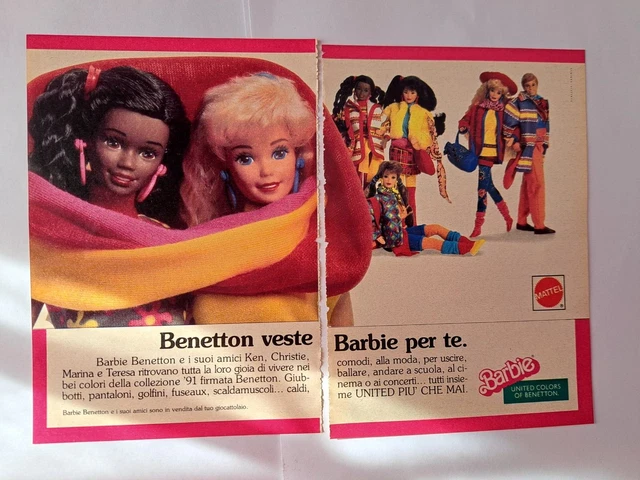 Benetton veste Barbie per te.
Barbie Benetton e i suoi amici Ken, Christie,
Marina e Teresa ritrovano tutta la loro gioia di vivere nei
bei colori della collezione '91 firmata Benetton. Giub-
botti, pantaloni, golfini, fuseaux, scaldamuscoli... caldi,
Barbie Benetton e i suoi amici sono in vendita dal tuo giocattolaio.
comodi, alla moda, per uscire,
ballare, andare a scuola, al ci-
nema o ai concerti... tutti insie-
me UNITED PIU' CHE MAI.
MATTEL
Barbie
UNITED COLORS
OF BENETTON.